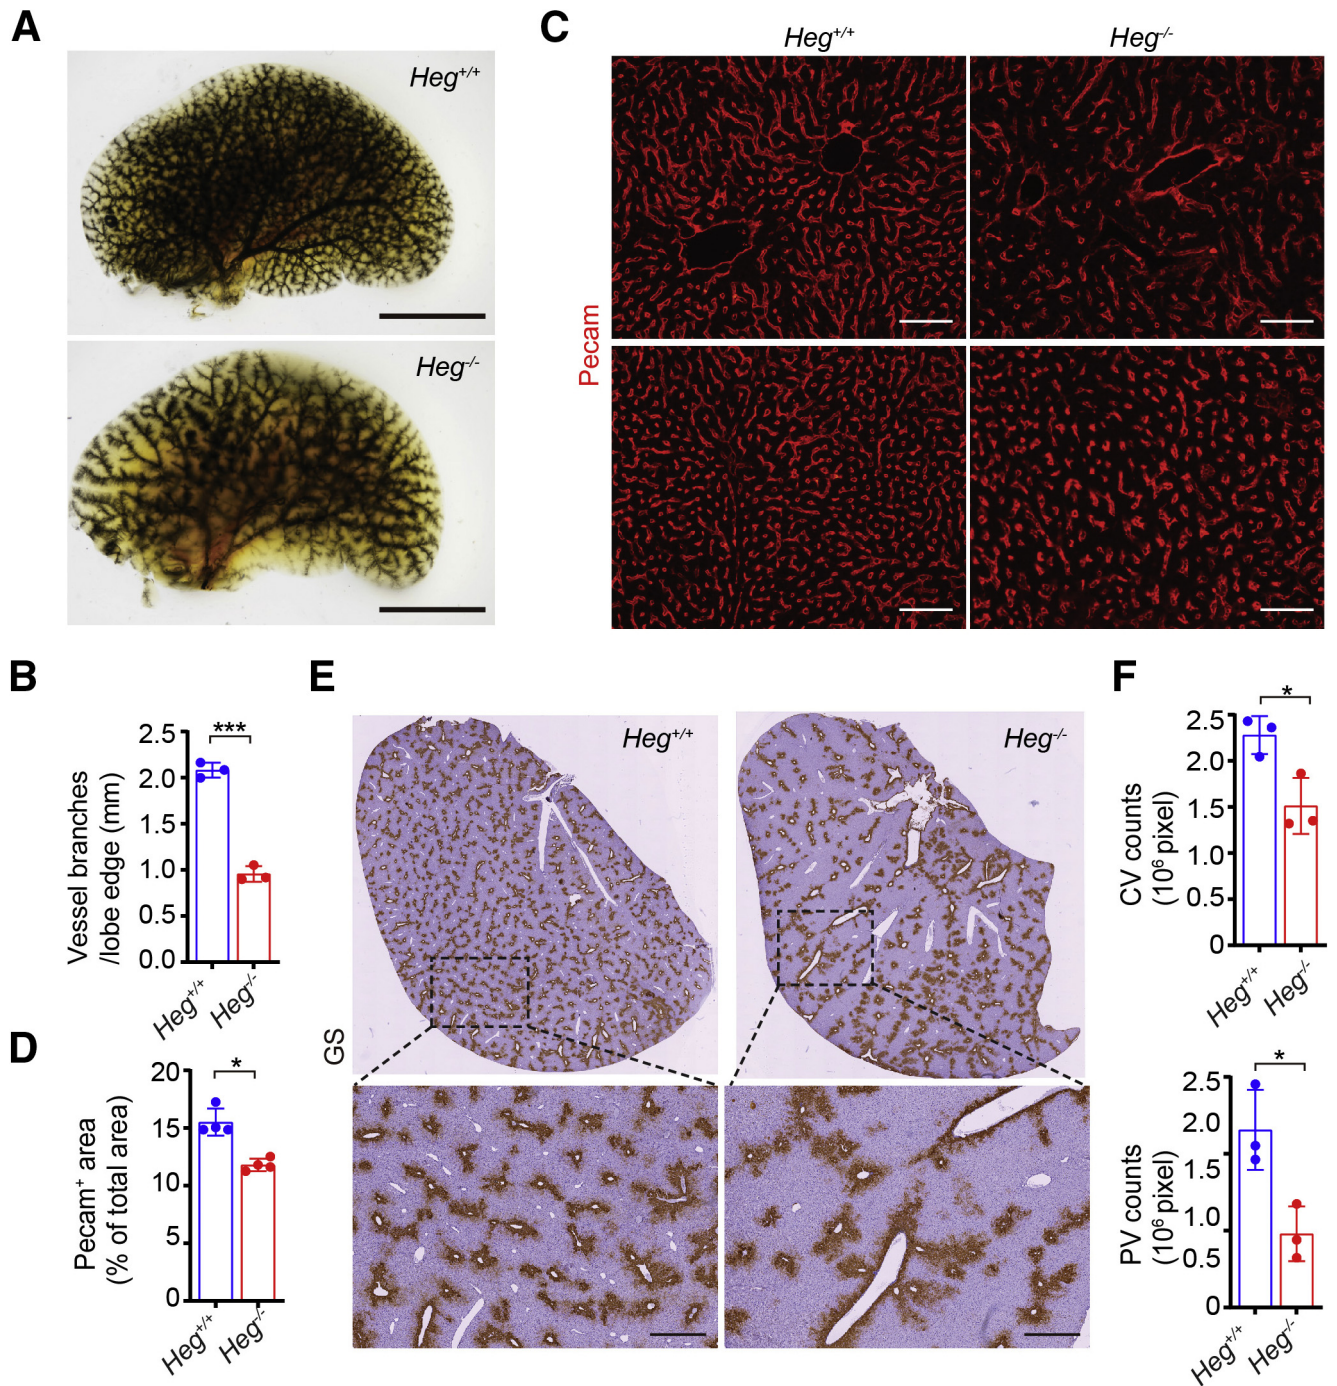 A
Heg+/+
Heg-/-
C
Heg+/+
Heg-/-
Pecam
B
Vessel branches
/lobe edge (mm)
2.5
2.0
1.5
1.0
0.5
0.0
***
Heg+/+
Heg-/-
D
Pecam+ area
(% of total area)
20
15
10
5
0
*
Heg+/+
Heg-/-
E
GS
Heg+/+
Heg-/-
F
CV counts
(10⁶ pixel)
2.5
2.0
1.5
1.0
0.5
0
*
Heg+/+
Heg-/-
PV counts
(10⁶ pixel)
2.5
2.0
1.5
1.0
0.5
0
*
Heg+/+
Heg-/-